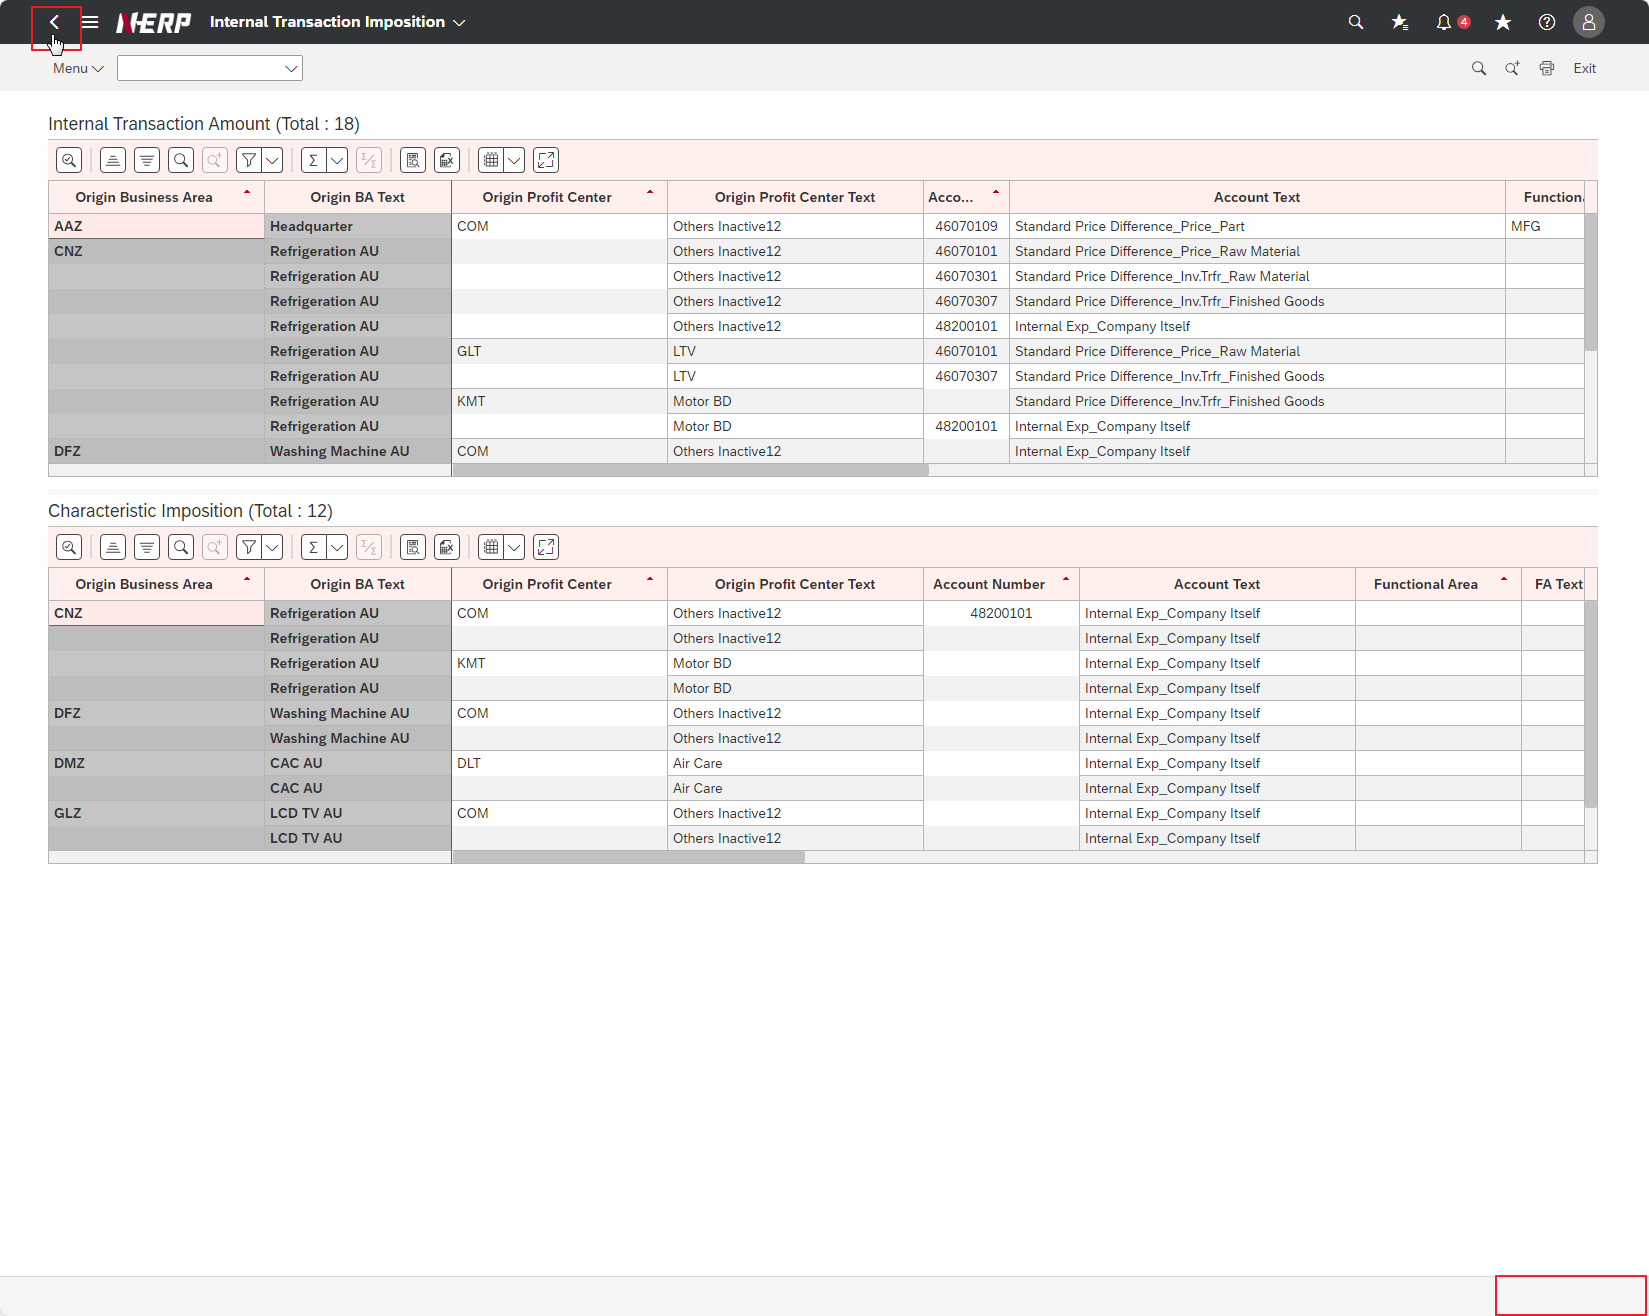 NERP Internal Transaction Imposition 4
Menu Exit
Internal Transaction Amount (Total : 18)
Origin Business Area Origin BA Text Origin Profit Center Origin Profit Center Text Acco... Account Text Functiona
AAZ Headquarter COM Others Inactive12 46070109 Standard Price Difference_Price_Part MFG
CNZ Refrigeration AU Others Inactive12 46070101 Standard Price Difference_Price_Raw Material
Refrigeration AU Others Inactive12 46070301 Standard Price Difference_Inv.Trfr_Raw Material
Refrigeration AU Others Inactive12 46070307 Standard Price Difference_Inv.Trfr_Finished Goods
Refrigeration AU Others Inactive12 48200101 Internal Exp_Company Itself
Refrigeration AU GLT LTV 46070101 Standard Price Difference_Price_Raw Material
Refrigeration AU LTV 46070307 Standard Price Difference_Inv.Trfr_Finished Goods
Refrigeration AU KMT Motor BD Standard Price Difference_Inv.Trfr_Finished Goods
Refrigeration AU Motor BD 48200101 Internal Exp_Company Itself
DFZ Washing Machine AU COM Others Inactive12 Internal Exp_Company Itself
Characteristic Imposition (Total : 12)
Origin Business Area Origin BA Text Origin Profit Center Origin Profit Center Text Account Number Account Text Functional Area FA Text
CNZ Refrigeration AU COM Others Inactive12 48200101 Internal Exp_Company Itself
Refrigeration AU Others Inactive12 Internal Exp_Company Itself
Refrigeration AU KMT Motor BD Internal Exp_Company Itself
Refrigeration AU Motor BD Internal Exp_Company Itself
DFZ Washing Machine AU COM Others Inactive12 Internal Exp_Company Itself
Washing Machine AU Others Inactive12 Internal Exp_Company Itself
DMZ CAC AU DLT Air Care Internal Exp_Company Itself
CAC AU Air Care Internal Exp_Company Itself
GLZ LCD TV AU COM Others Inactive12 Internal Exp_Company Itself
LCD TV AU Others Inactive12 Internal Exp_Company Itself